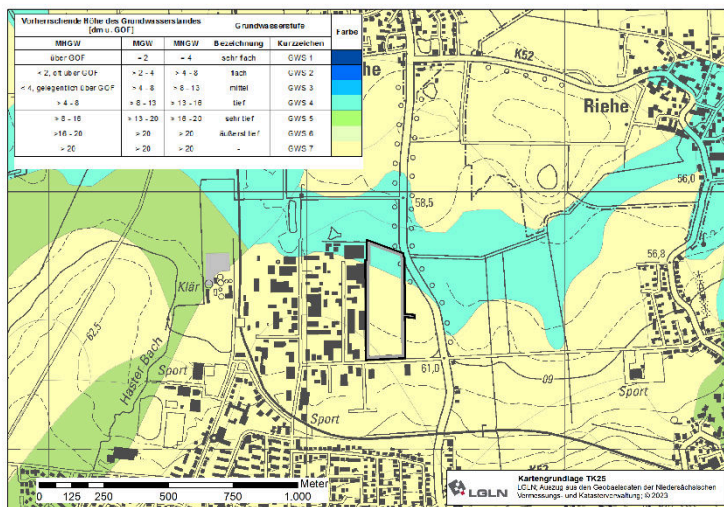 Vorherrschende Höhe des Grundwasserstandes
[dm u. GOF]
Grundwasserstufe
Farbe
MHGW MGW MNGW Bezeichnung Kurzzeichen
über GOF - 2 - 4 sehr flach GWS 1
< 2, oft über GOF > 2 - 4 > 4 - 8 flach GWS 2
< 4, gelegentlich über GOF > 4 - 8 > 8 - 13 mittel GWS 3
> 4 - 8 > 8 - 13 > 13 - 16 tief GWS 4
> 8 - 16 > 13 - 20 > 16 - 20 sehr tief GWS 5
>16 - 20 > 20 > 20 äußerst tief GWS 6
> 20 > 20 > 20 - GWS 7
he
K52
Riehe
56,0
58,5
56,8
Klär
62,5
Haster Bach
Sport
61,0
60
Sport
Sport
K52
0 125 250 500 750 1.000 Meter
LGLN
Kartengrundlage TK25
LGLN; Auszug aus den Geobasisdaten der Niedersächsischen
Vermessungs- und Katasterverwaltung; © 2023